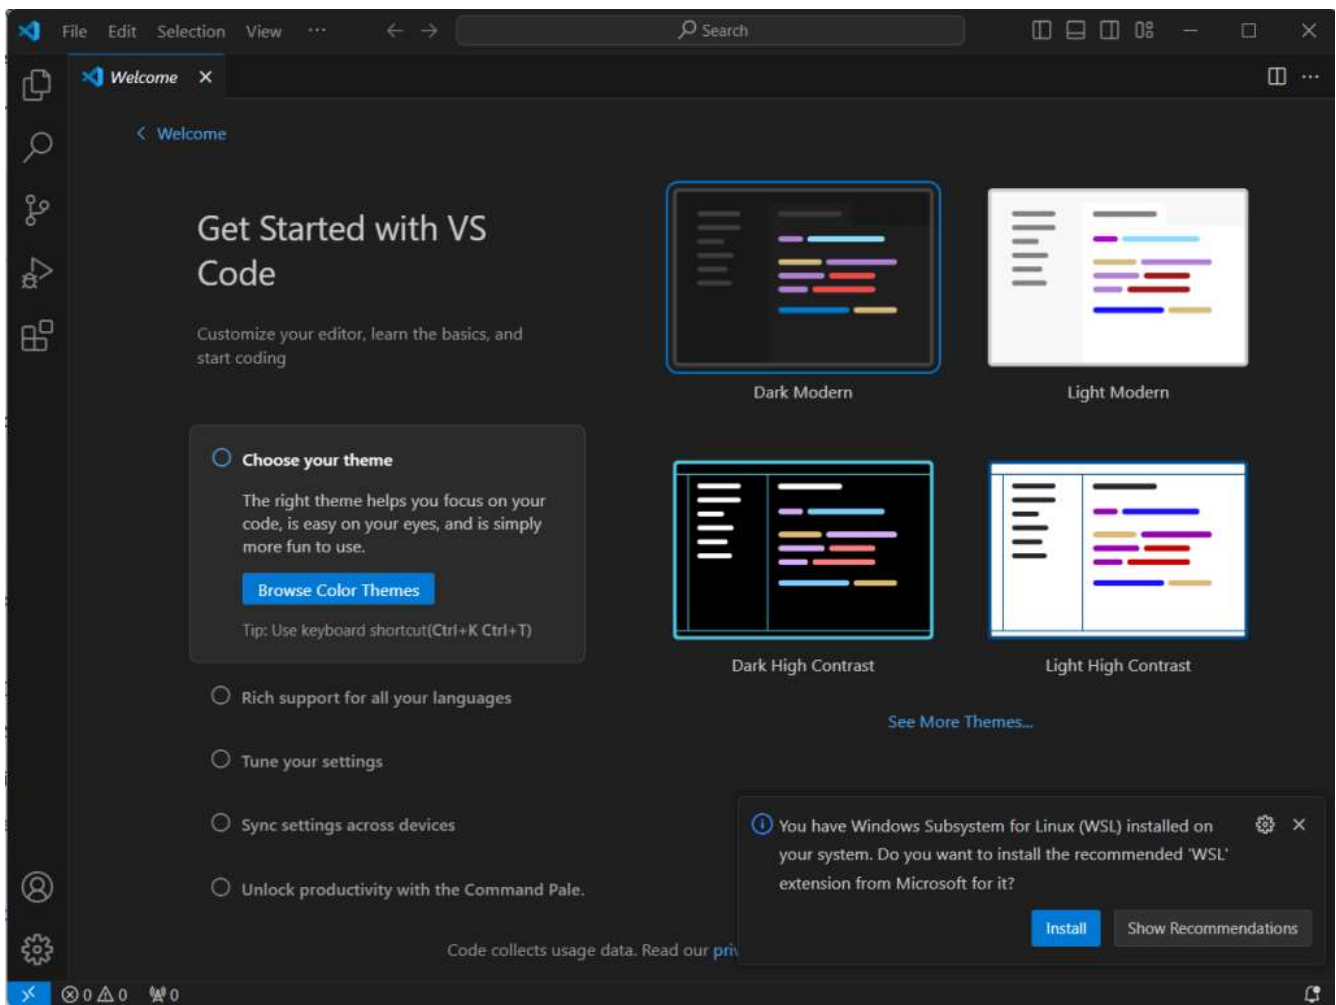 File Edit Selection View ··· Search
Welcome
Welcome
Get Started with VS
Code
Customize your editor, learn the basics, and
start coding
Choose your theme
The right theme helps you focus on your
code, is easy on your eyes, and is simply
more fun to use.
Browse Color Themes
Tip: Use keyboard shortcut(Ctrl+K Ctrl+T)
Rich support for all your languages
Tune your settings
Sync settings across devices
Unlock productivity with the Command Pale.
Dark Modern
Light Modern
Dark High Contrast
Light High Contrast
See More Themes...
Code collects usage data. Read our
You have Windows Subsystem for Linux (WSL) installed on
your system. Do you want to install the recommended 'WSL'
extension from Microsoft for it?
Install
Show Recommendations
0 0 0